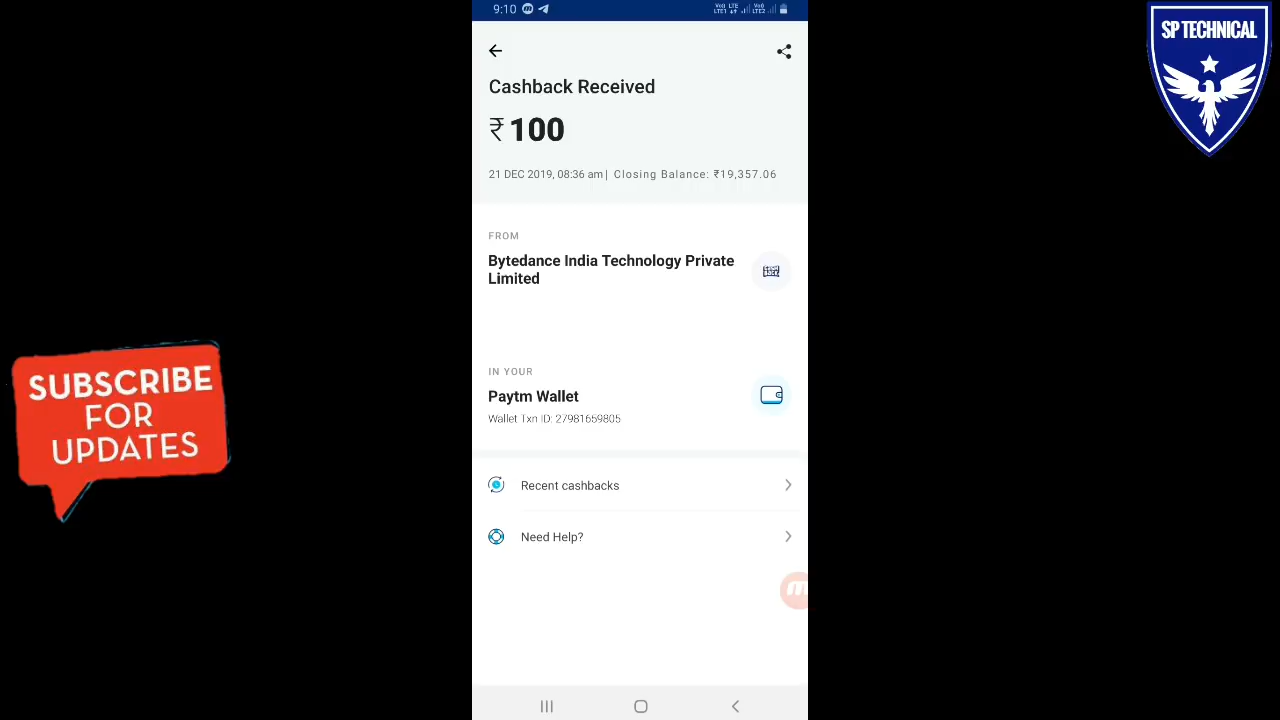 9:10
SP TECHNICAL
Cashback Received
₹100
21 DEC 2019, 08:36 am| Closing Balance: ₹19,357.06
FROM
Bytedance India Technology Private
Limited
IN YOUR
Paytm Wallet
Wallet Txn ID: 27981659805
SUBSCRIBE
FOR
UPDATES
Recent cashbacks
Need Help?